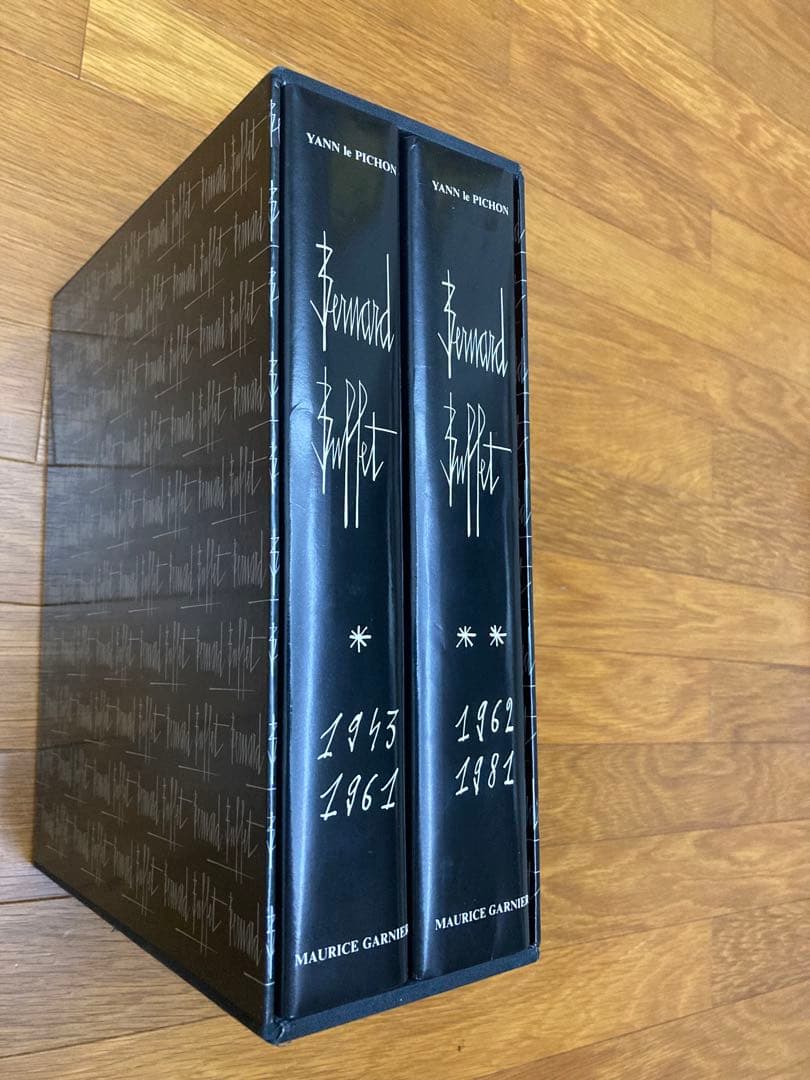 YANN le PICHON
Bernard
Buffet
*
1943
1961
MAURICE GARNIER
YANN le PICHON
Bernard
Buffet
* *
1962
1981
MAURICE GARNIER